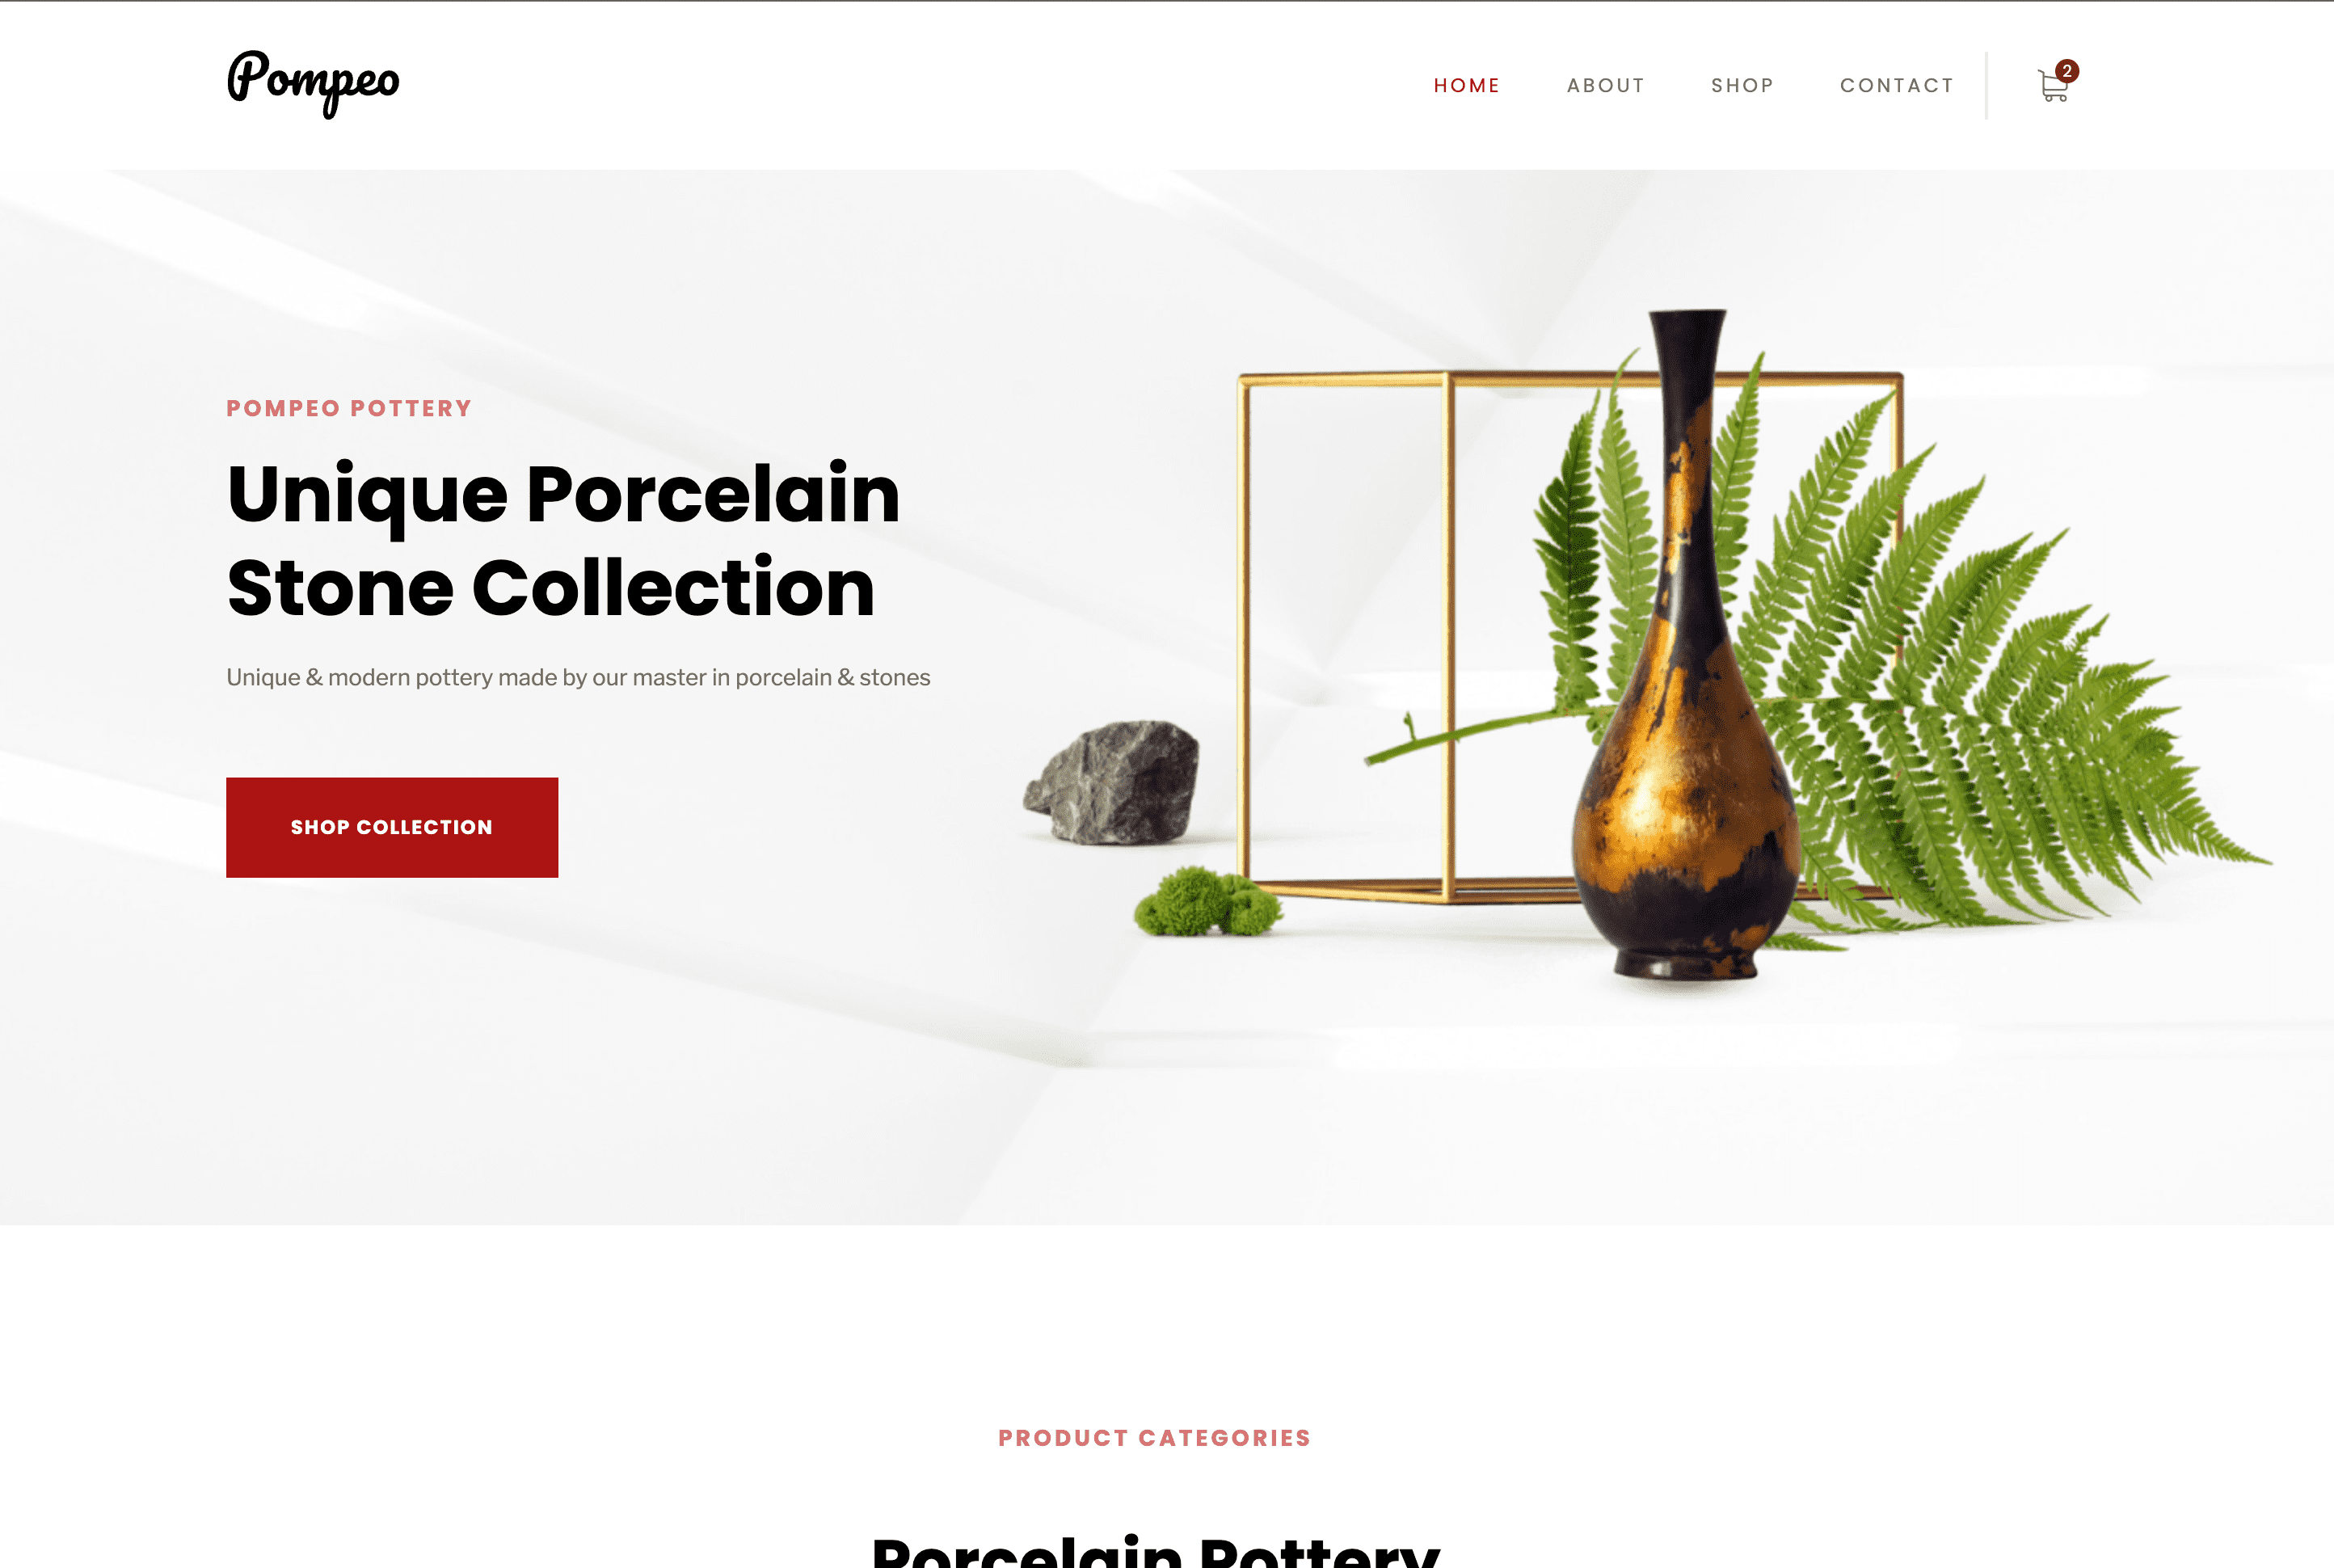 Pompeo
HOME
ABOUT
SHOP
CONTACT
2
POMPEO POTTERY
Unique Porcelain
Stone Collection
Unique & modern pottery made by our master in porcelain & stones
SHOP COLLECTION
PRODUCT CATEGORIES
Porcelain Pottery